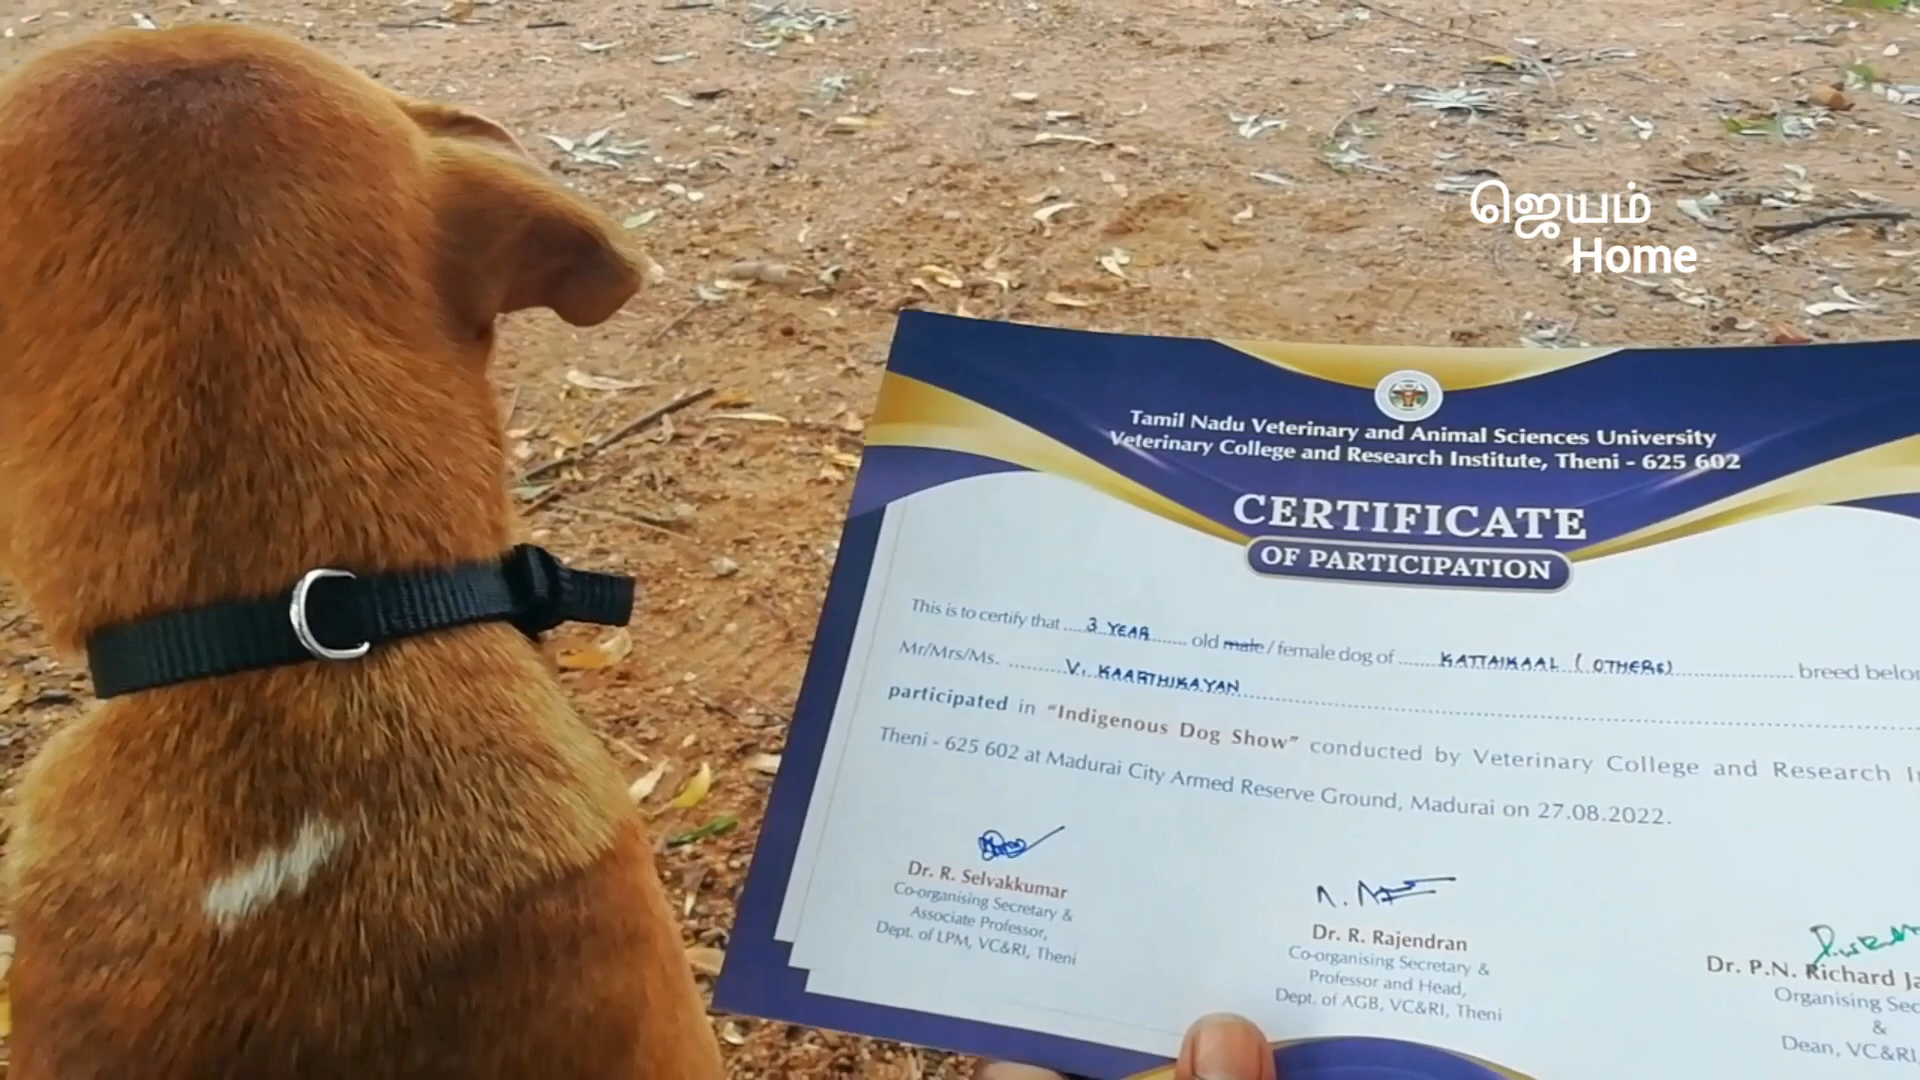 ஜெயம்
Home
Tamil Nadu Veterinary and Animal Sciences University
Veterinary College and Research Institute, Theni - 625 602
CERTIFICATE
OF PARTICIPATION
This is to certify that 3 YEAR old male / female dog of KATTAIKAAL (OTHERS) breed
Mr/Mrs/Ms. V. KAARTHIKAYAN
participated in "Indigenous Dog Show" conducted by Veterinary College and Research
Theni - 625 602 at Madurai City Armed Reserve Ground, Madurai on 27.08.2022.
Dr. R. Selvakkumar
Co-organising Secretary &
Associate Professor,
Dept. of LPM, VC&RI, Theni
Dr. R. Rajendran
Co-organising Secretary &
Professor and Head,
Dept. of AGB, VC&RI, Theni
Dr. P.N. Richard
Organising
&
Dean, VC&RI,